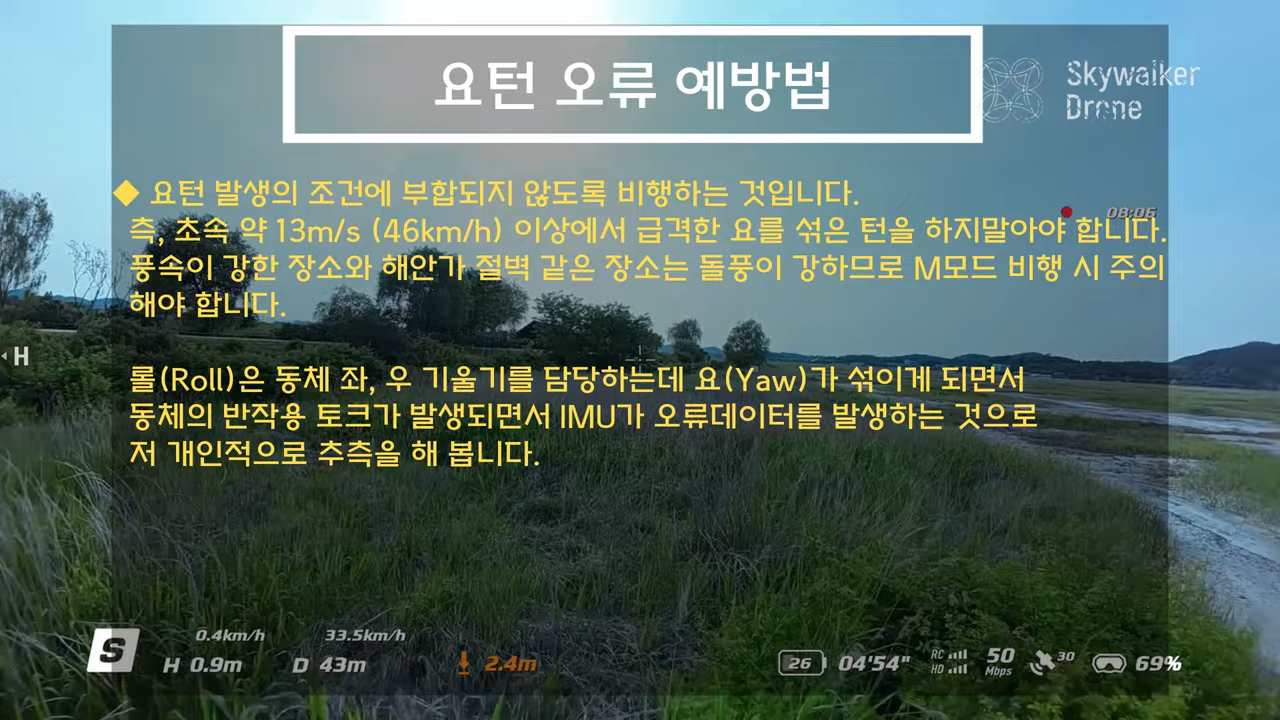 요턴 오류 예방법
Skywalker
Drone
◆ 요턴 발생의 조건에 부합되지 않도록 비행하는 것입니다.
08:06
측, 초속 약 13m/s (46km/h) 이상에서 급격한 요를 섞은 턴을 하지말아야 합니다.
풍속이 강한 장소와 해안가 절벽 같은 장소는 돌풍이 강하므로 M모드 비행 시 주의
해야 합니다.
H
롤(Roll)은 동체 좌, 우 기울기를 담당하는데 요(Yaw)가 섞이게 되면서
동체의 반작용 토크가 발생되면서 IMU가 오류데이터를 발생하는 것으로
저 개인적으로 추측을 해 봅니다.
0.4km/h 33.5km/h
S H 0.9m D 43m 2.4m
26 04'54" RC HD 50 Mbps 30 69%